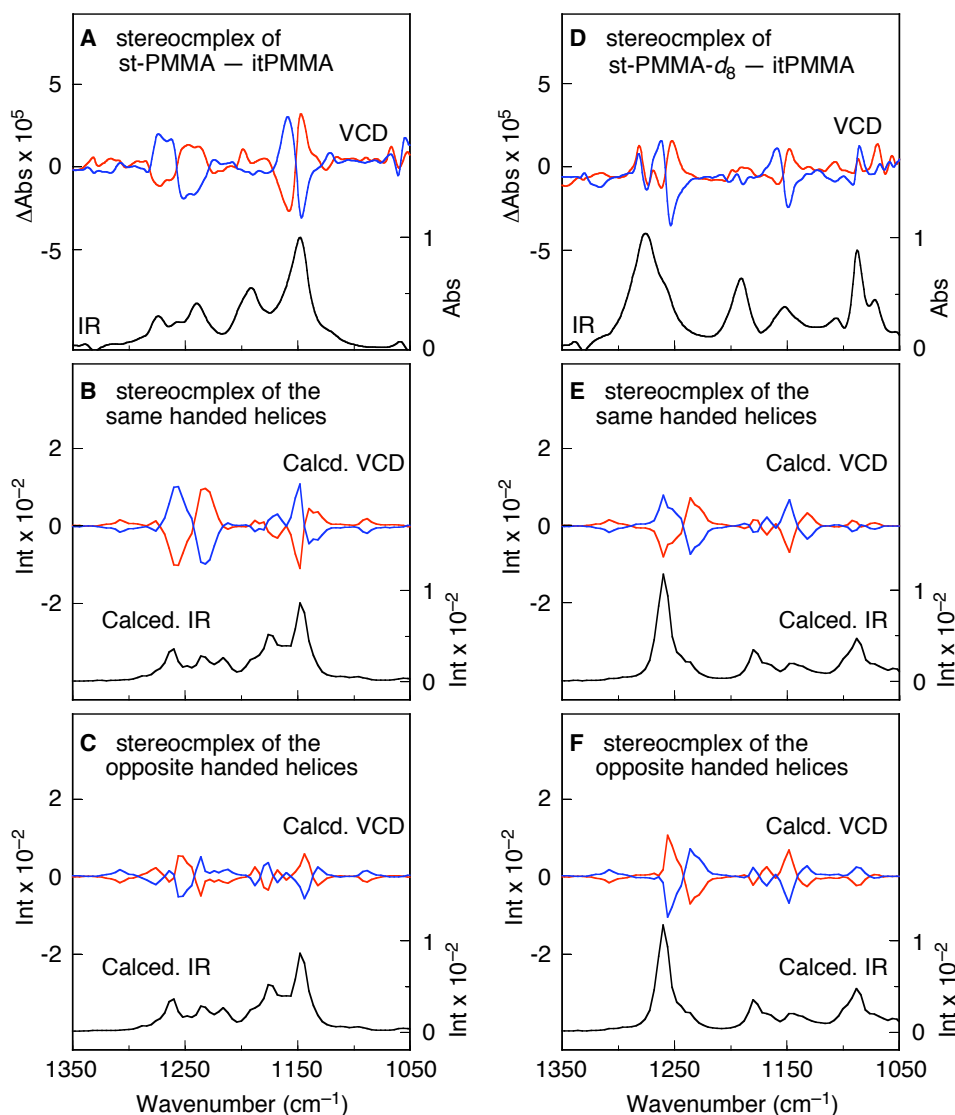 A stereocmplex of
st-PMMA — itPMMA
VCD
ΔAbs x 10⁵
5
0
-5
1
0
Abs
IR
D stereocmplex of
st-PMMA-d₈ — itPMMA
VCD
ΔAbs x 10⁵
5
0
-5
1
0
Abs
IR
B stereocmplex of the
same handed helices
Calcd. VCD
Int x 10⁻²
2
0
-2
Calced. IR
1
0
Int x 10⁻²
E stereocmplex of the
same handed helices
Calcd. VCD
Int x 10⁻²
2
0
-2
Calced. IR
1
0
Int x 10⁻²
C stereocmplex of the
opposite handed helices
Calcd. VCD
Int x 10⁻²
2
0
-2
Calced. IR
1
0
Int x 10⁻²
1350 1250 1150 1050
Wavenumber (cm⁻¹)
F stereocmplex of the
opposite handed helices
Calcd. VCD
Int x 10⁻²
2
0
-2
Calced. IR
1
0
Int x 10⁻²
1350 1250 1150 1050
Wavenumber (cm⁻¹)